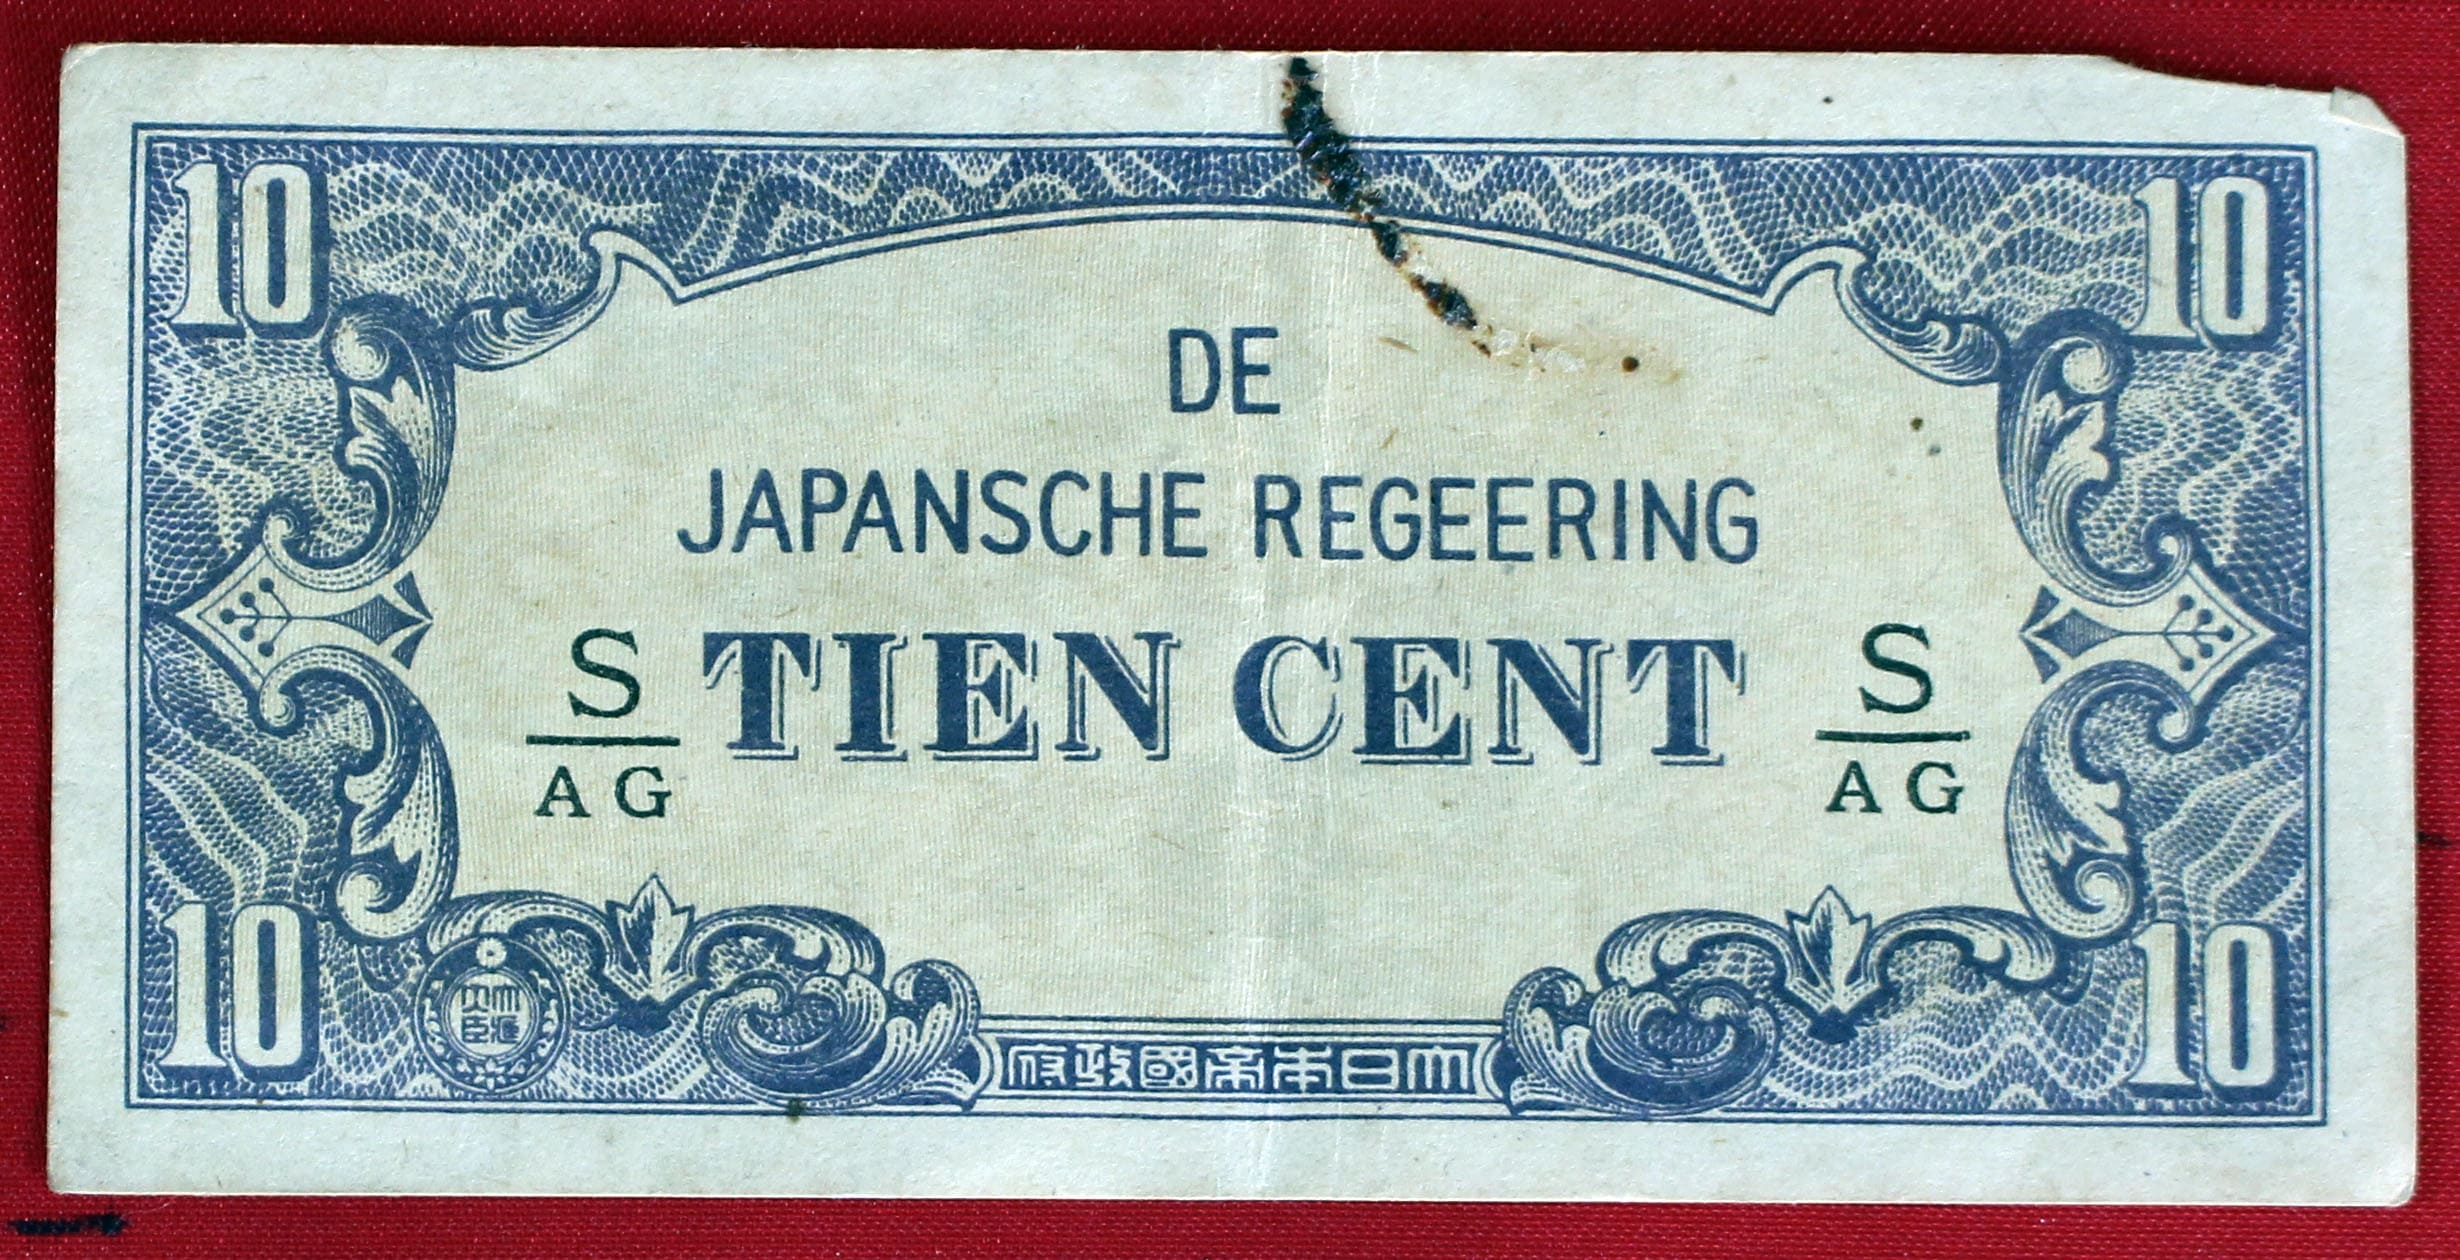 10 10
DE
JAPANSCHE REGEERING
S TIEN CENT S
AG AG
10 10
府政國帝本日大